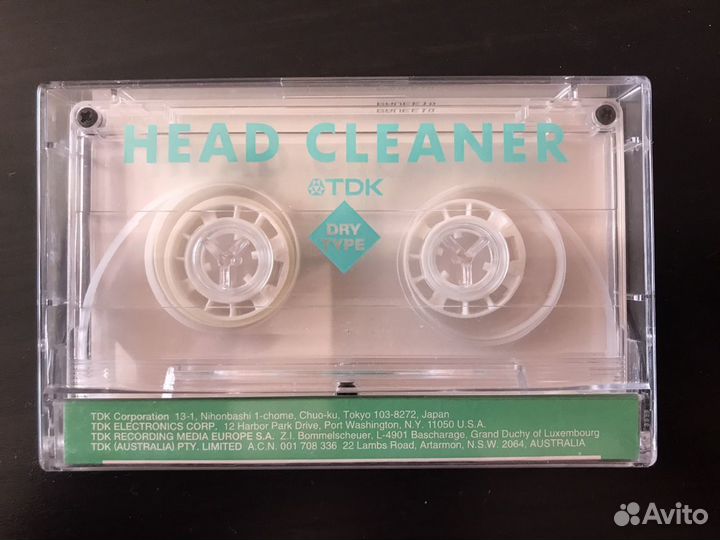 HEAD CLEANER
TDK
DRY
TYPE
TDK Corporation 13-1, Nihonbashi 1-chome, Chuo-ku, Tokyo 103-8272, Japan
TDK ELECTRONICS CORP. 12 Harbor Park Drive, Port Washington, N.Y. 11050 U.S.A.
TDK RECORDING MEDIA EUROPE S.A. Z.I. Bommelscheuer, L-4901 Bascharage, Grand Duchy of Luxembourg
TDK (AUSTRALIA) PTY. LIMITED A.C.N. 001 708 336 22 Lambs Road, Artarmon, N.S.W. 2064, AUSTRALIA
Avito